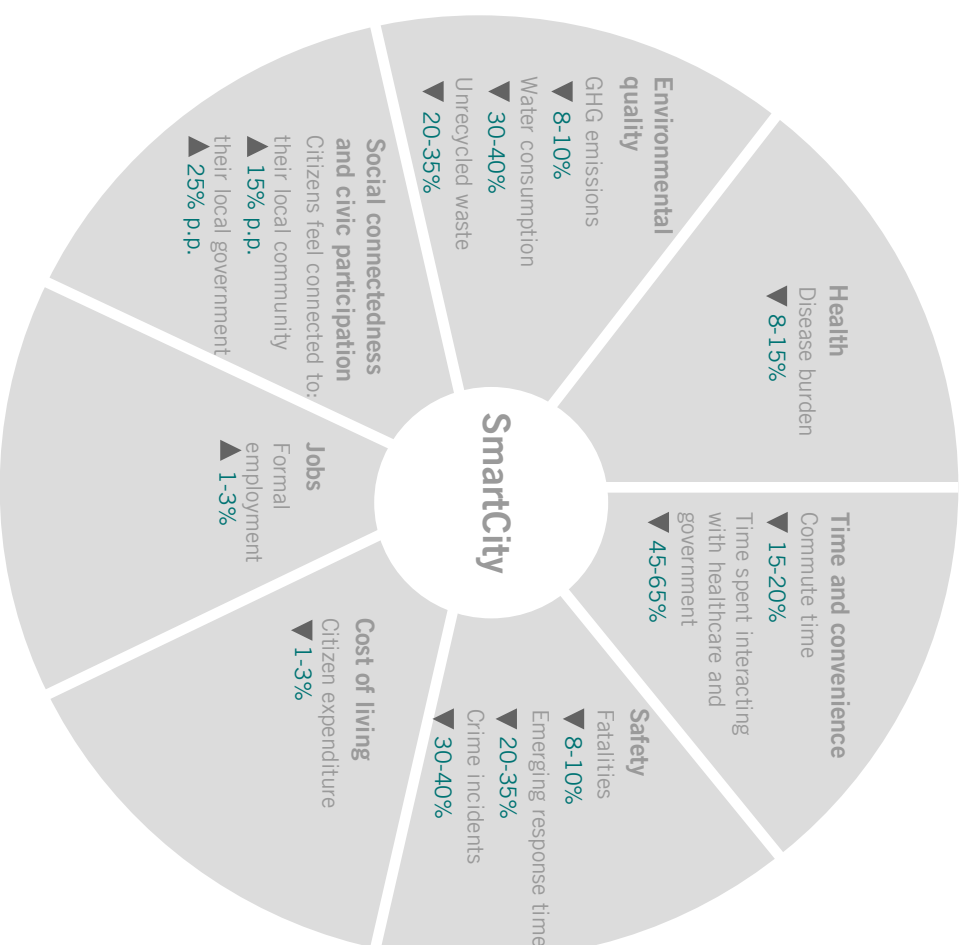 Health
Disease burden
▼ 8-15%
Time and convenience
Commute time
▼ 15-20%
Time spent interacting
with healthcare and
government
▼ 45-65%
Environmental
quality
GHG emissions
▼ 8-10%
Water consumption
▼ 30-40%
Unrecycled waste
▼ 20-35%
SmartCity
Safety
Fatalities
▼ 8-10%
Emerging response time
▼ 20-35%
Crime incidents
▼ 30-40%
Social connectedness
and civic participation
Citizens feel connected to:
their local community
▲ 15% p.p.
their local government
▲ 25% p.p.
Jobs
Formal
employment
▲ 1-3%
Cost of living
Citizen expenditure
▼ 1-3%